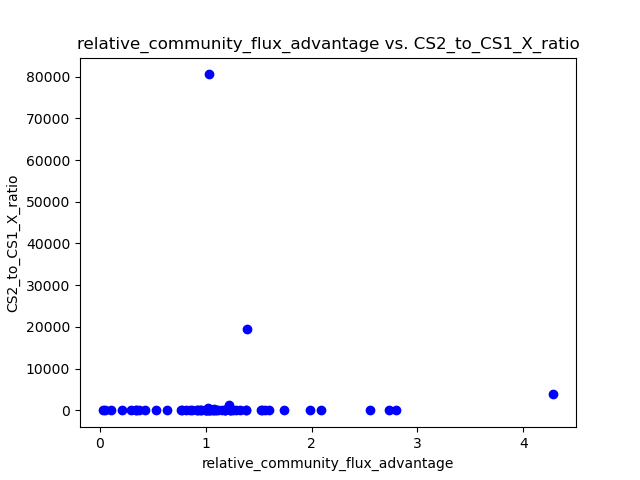 relative_community_flux_advantage vs. CS2_to_CS1_X_ratio
80000
70000
60000
50000
40000
30000
20000
10000
0
CS2_to_CS1_X_ratio
0 1 2 3 4
relative_community_flux_advantage